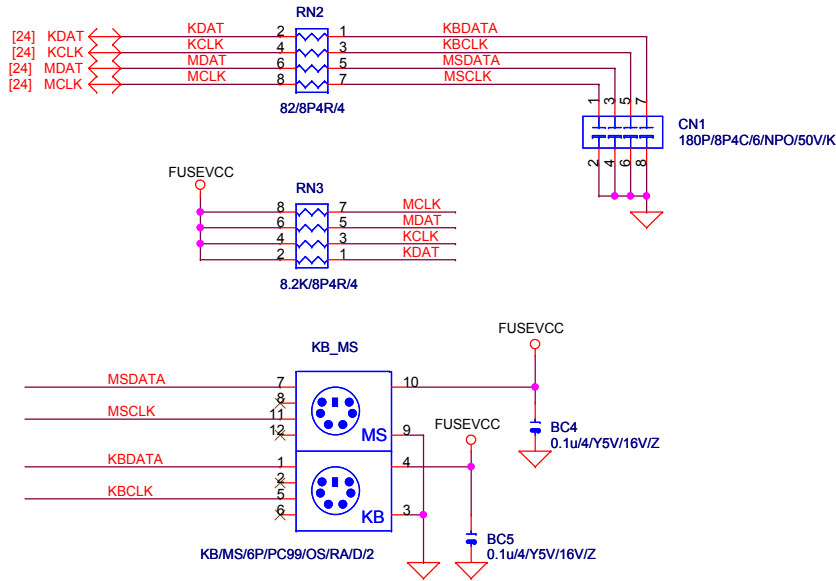 RN2
[24] KDAT KDAT 2 1 KBDATA
[24] KCLK KCLK 4 3 KBCLK
[24] MDAT MDAT 6 5 MSDATA
[24] MCLK MCLK 8 7 MSCLK
82/8P4R/4
1 3 5 7
CN1
180P/8P4C/6/NPO/50V/K
2 4 6 8
FUSEVCC
RN3
8 7 MCLK
6 5 MDAT
4 3 KCLK
2 1 KDAT
8.2K/8P4R/4
FUSEVCC
KB_MS
MSDATA 7 10
8
MSCLK 11
12 MS 9
FUSEVCC
BC4
0.1u/4/Y5V/16V/Z
KBDATA 1 4
2
KBCLK 5
6 KB 3
BC5
0.1u/4/Y5V/16V/Z
KB/MS/6P/PC99/OS/RA/D/2